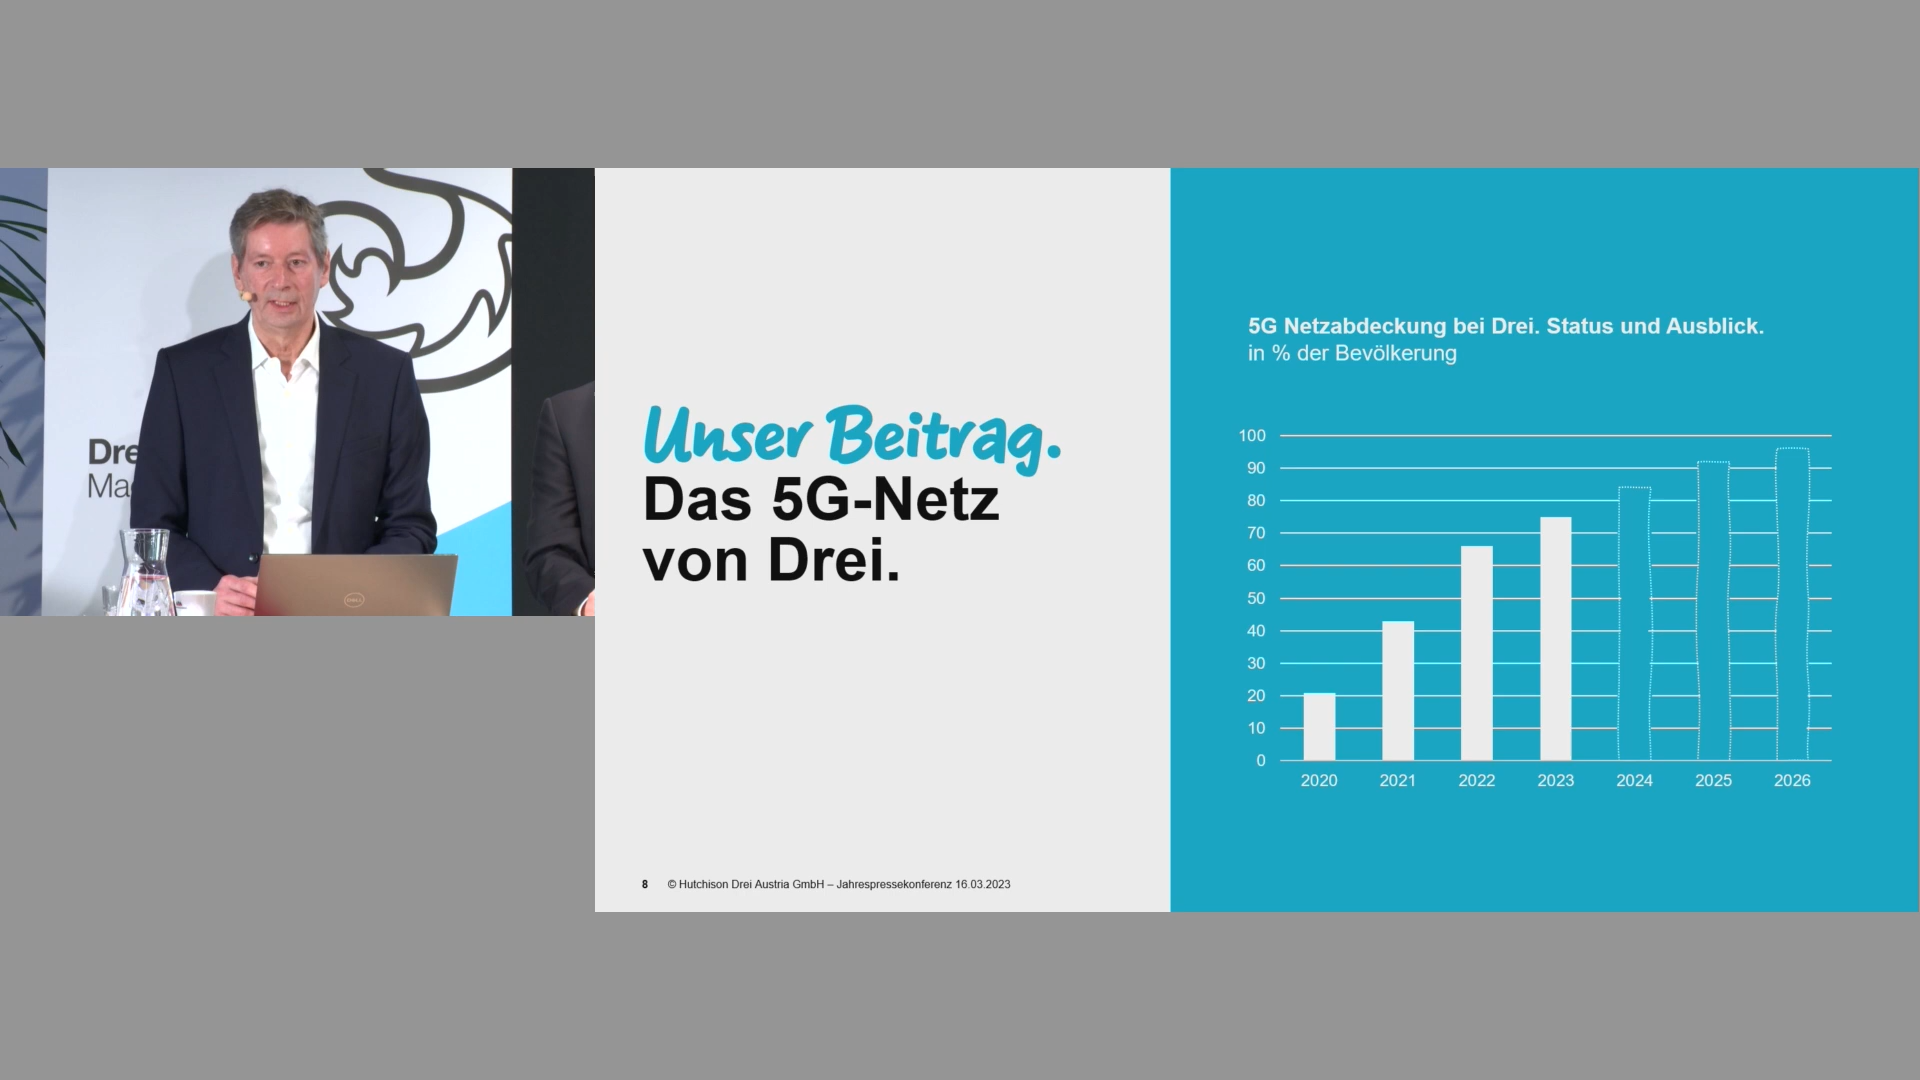 Dre
Ma
Unser Beitrag.
Das 5G-Netz
von Drei.
8 © Hutchison Drei Austria GmbH – Jahrespressekonferenz 16.03.2023
5G Netzabdeckung bei Drei. Status und Ausblick.
in % der Bevölkerung
100
90
80
70
60
50
40
30
20
10
0
2020 2021 2022 2023 2024 2025 2026